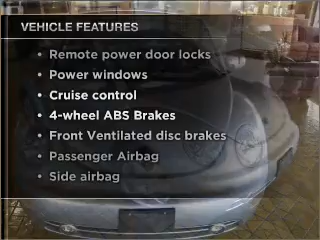 VEHICLE FEATURES
• Remote power door locks
• Power windows
• Cruise control
• 4-wheel ABS Brakes
• Front Ventilated disc brakes
• Passenger Airbag
• Side airbag